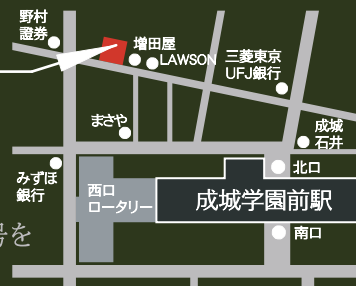 野村
證券
増田屋
LAWSON
三菱東京
UFJ銀行
まさや
成城
石井
みずほ
銀行
西口
ロータリー
北口
成城学園前駅
南口
号を